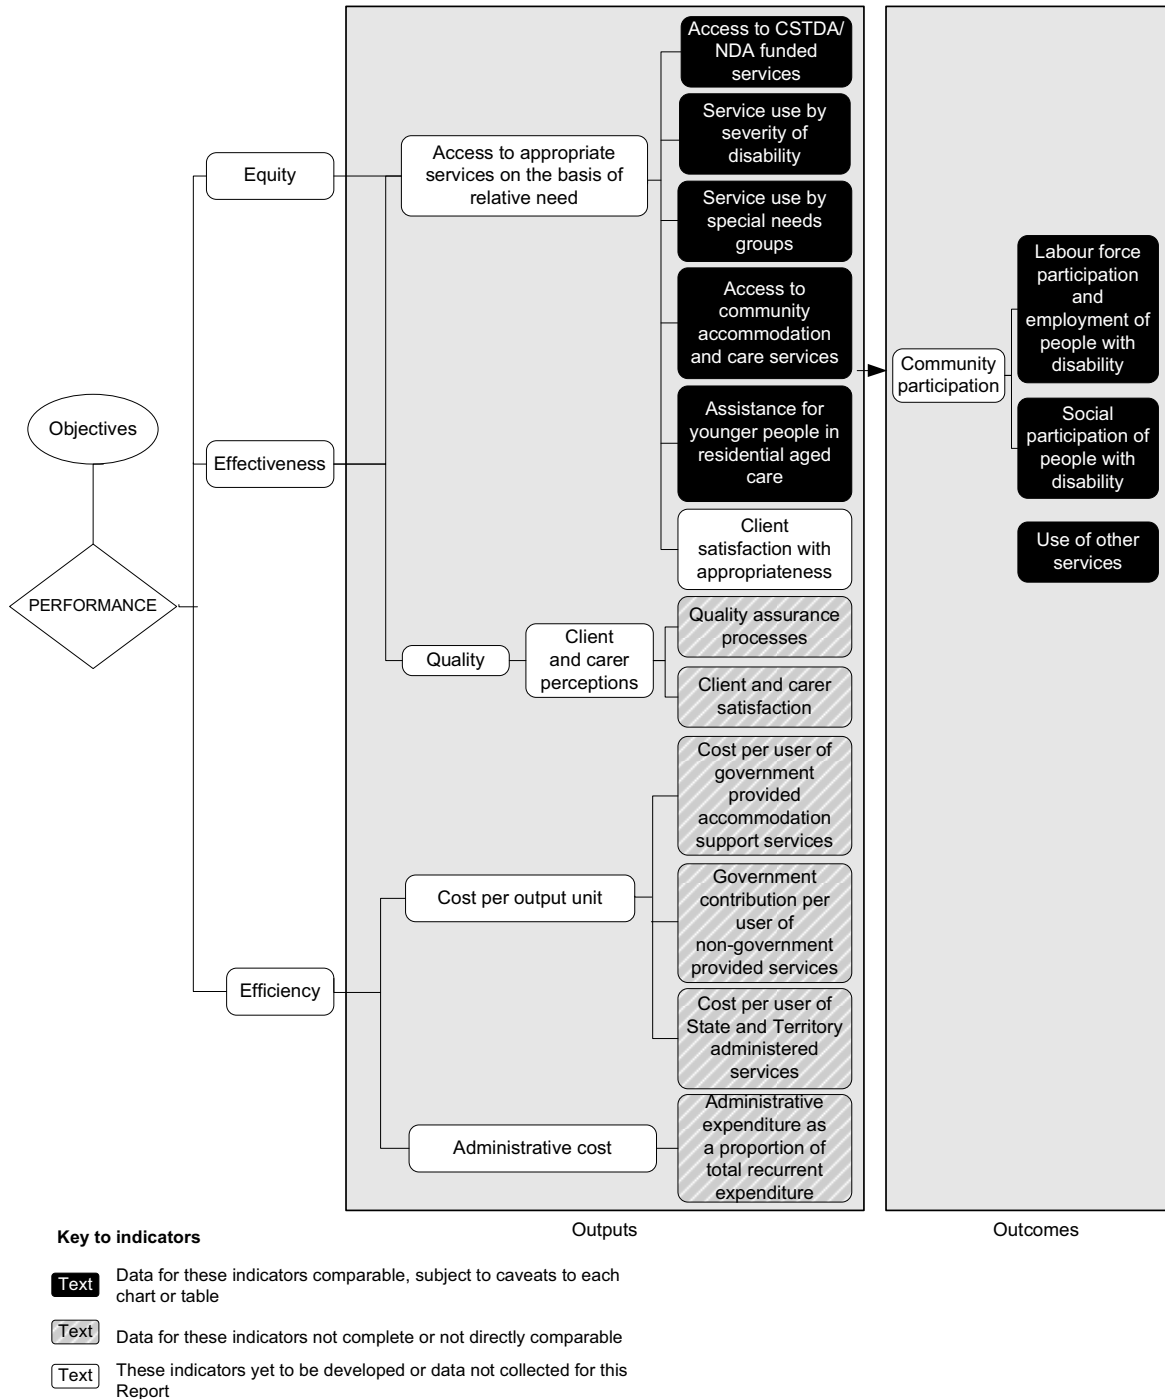 Objectives
PERFORMANCE
Equity
Effectiveness
Efficiency
Access to appropriate
services on the basis of
relative need
Quality
Client
and carer
perceptions
Cost per output unit
Administrative cost
Access to CSTDA/
NDA funded
services
Service use by
severity of
disability
Service use by
special needs
groups
Access to
community
accommodation
and care services
Assistance for
younger people in
residential aged
care
Client
satisfaction with
appropriateness
Quality assurance
processes
Client and carer
satisfaction
Cost per user of
government
provided
accommodation
support services
Government
contribution per
user of
non-government
provided services
Cost per user of
State and Territory
administered
services
Administrative
expenditure as
a proportion of
total recurrent
expenditure
Community
participation
Labour force
participation
and
employment of
people with
disability
Social
participation of
people with
disability
Use of other
services
Outputs
Outcomes
Key to indicators
Text
Data for these indicators comparable, subject to caveats to each
chart or table
Text
Data for these indicators not complete or not directly comparable
Text
These indicators yet to be developed or data not collected for this
Report